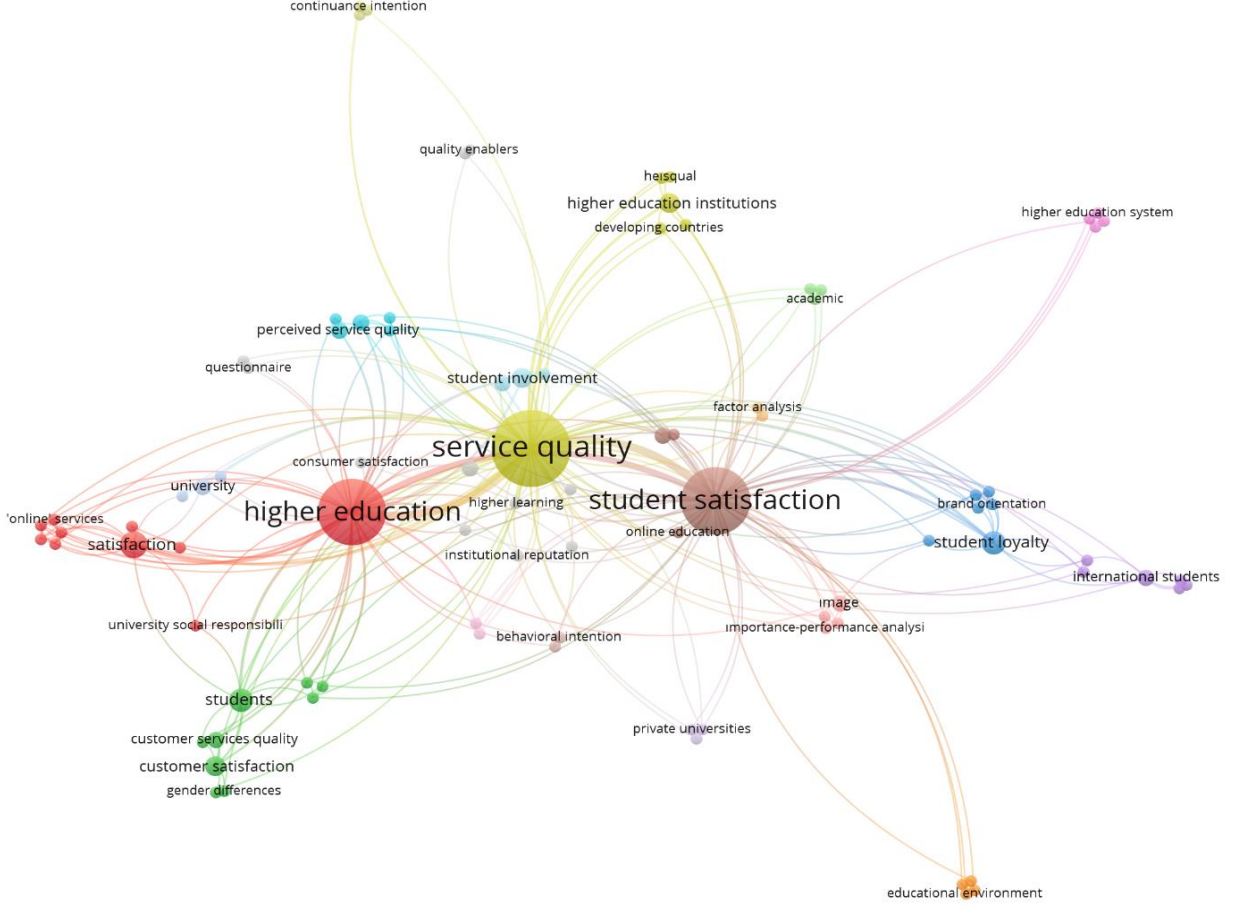 continuance intention
quality enablers
heisqual
higher education institutions
higher education system
developing countries
academic
perceived service quality
questionnaire
student involvement
factor analysis
service quality
consumer satisfaction
university
student satisfaction
higher learning
brand orientation
higher education
'online' services
online education
satisfaction
student loyalty
institutional reputation
international students
image
university social responsibili
importance-performance analysi
behavioral intention
students
private universities
customer services quality
customer satisfaction
gender differences
educational environment